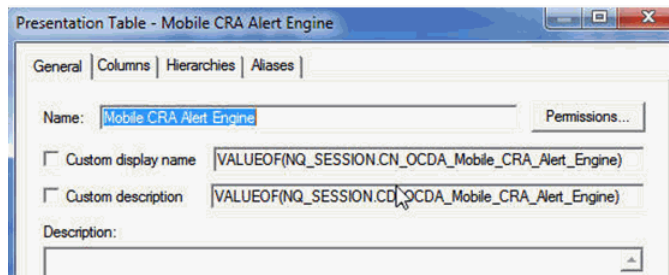 Presentation Table - Mobile CRA Alert Engine
General Columns Hierarchies Aliases
Name: Mobile CRA Alert Engine Permissions...
Custom display name VALUEOF(NQ_SESSION.CN_OCDA_Mobile_CRA_Alert_Engine)
Custom description VALUEOF(NQ_SESSION.CD_OCDA_Mobile_CRA_Alert_Engine)
Description: